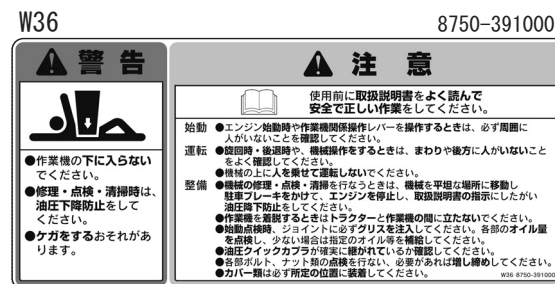 W36
8750-391000
警告
●作業機の下に入らない
でください。
●修理・点検・清掃時は、
油圧下降防止をして
ください。
●ケガをするおそれがあ
ります。
注意
使用前に取扱説明書をよく読んで
安全で正しい作業をしてください。
始動 ●エンジン始動時や作業機関係操作レバーを操作するときは、必ず周囲に
人がいないことを確認してください。
運転 ●旋回時・後退時や、機械操作をするときは、まわりや後方に人がいないこと
をよく確認してください。
●機械の上に人を乗せて運転しないでください。
整備 ●機械の修理・点検・清掃を行なうときは、機械を平坦な場所に移動し
駐車ブレーキをかけて、エンジンを停止し、取扱説明書の指示にしたがい
油圧降下防止をしてください。
●作業機を着脱するときはトラクターと作業機の間に立たないでください。
●始動点検時、ジョイントに必ずグリスを注入してください。各部のオイル量
を点検し、少ない場合は指定のオイル等を補給してください。
●油圧クイックカプラが確実に継がれているか確認してください。
●各部ボルト、ナット類の点検を行ない、必要があれば増し締めしてください。
●カバー類は必ず所定の位置に装着してください。
W36 8750-391000